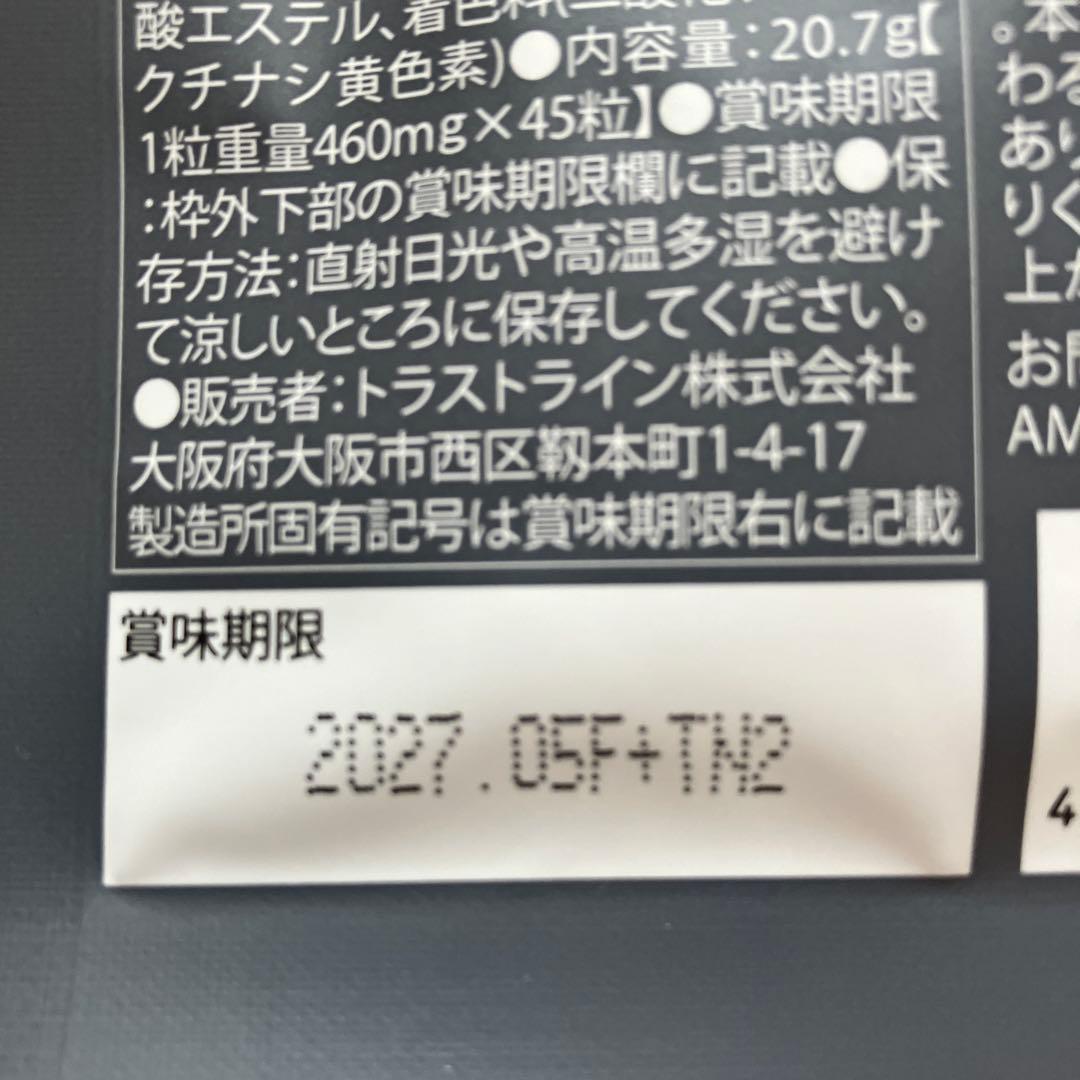 酸エステル、着色料(二酸化
クチナシ黄色素)●内容量:20.7g【
1粒重量460mg×45粒】●賞味期限
:枠外下部の賞味期限欄に記載●保
存方法:直射日光や高温多湿を避け
て涼しいところに保存してください。
●販売者:トラストライン株式会社
大阪府大阪市西区靱本町1-4-17
製造所固有記号は賞味期限右に記載
賞味期限
2027.05F+TN2
。本
わる
あり
りく
上が
お問
AM
4